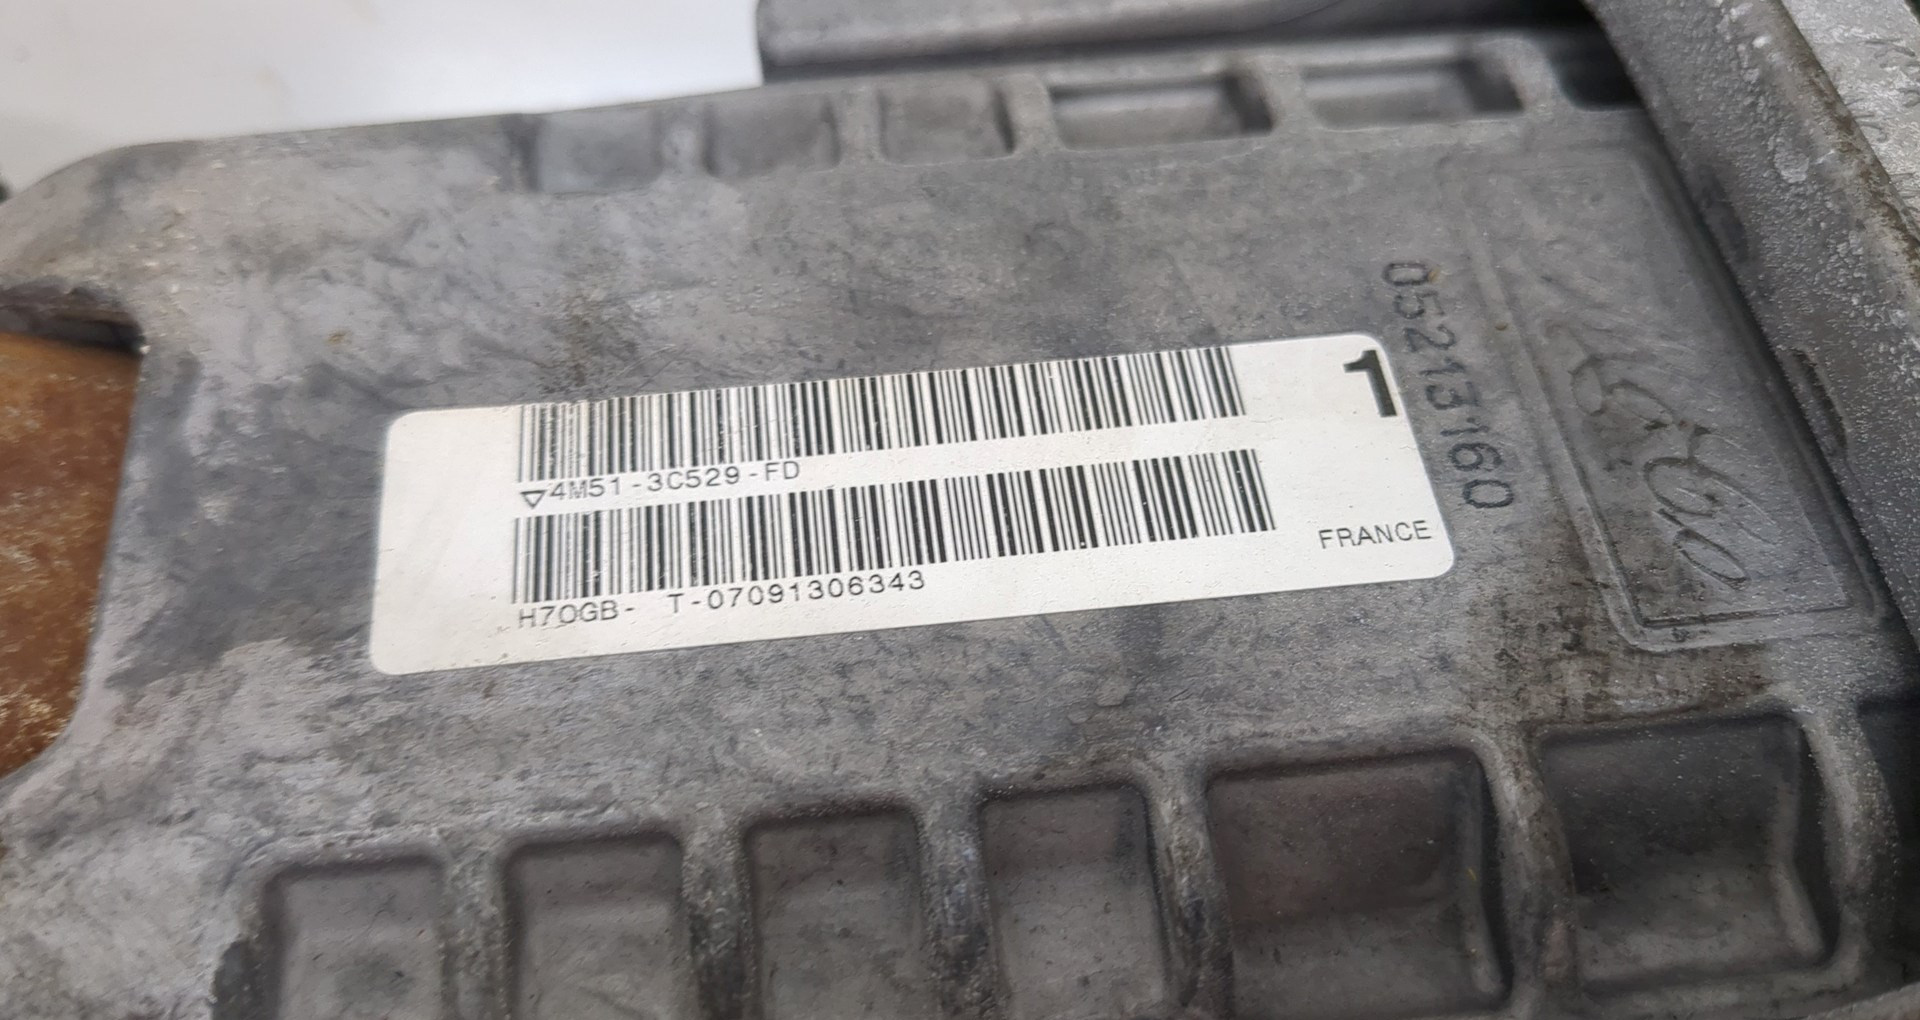 1
▽4M51-3C529-FD
H7OGB- T-07091306343
FRANCE
05213160